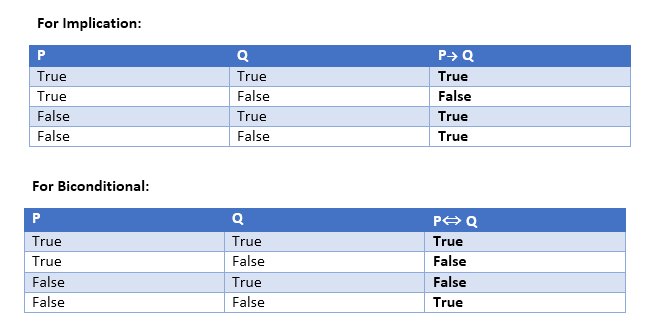 For Implication:
P Q P→ Q
True True True
True False False
False True True
False False True
For Biconditional:
P Q P⇔ Q
True True True
True False False
False True False
False False True